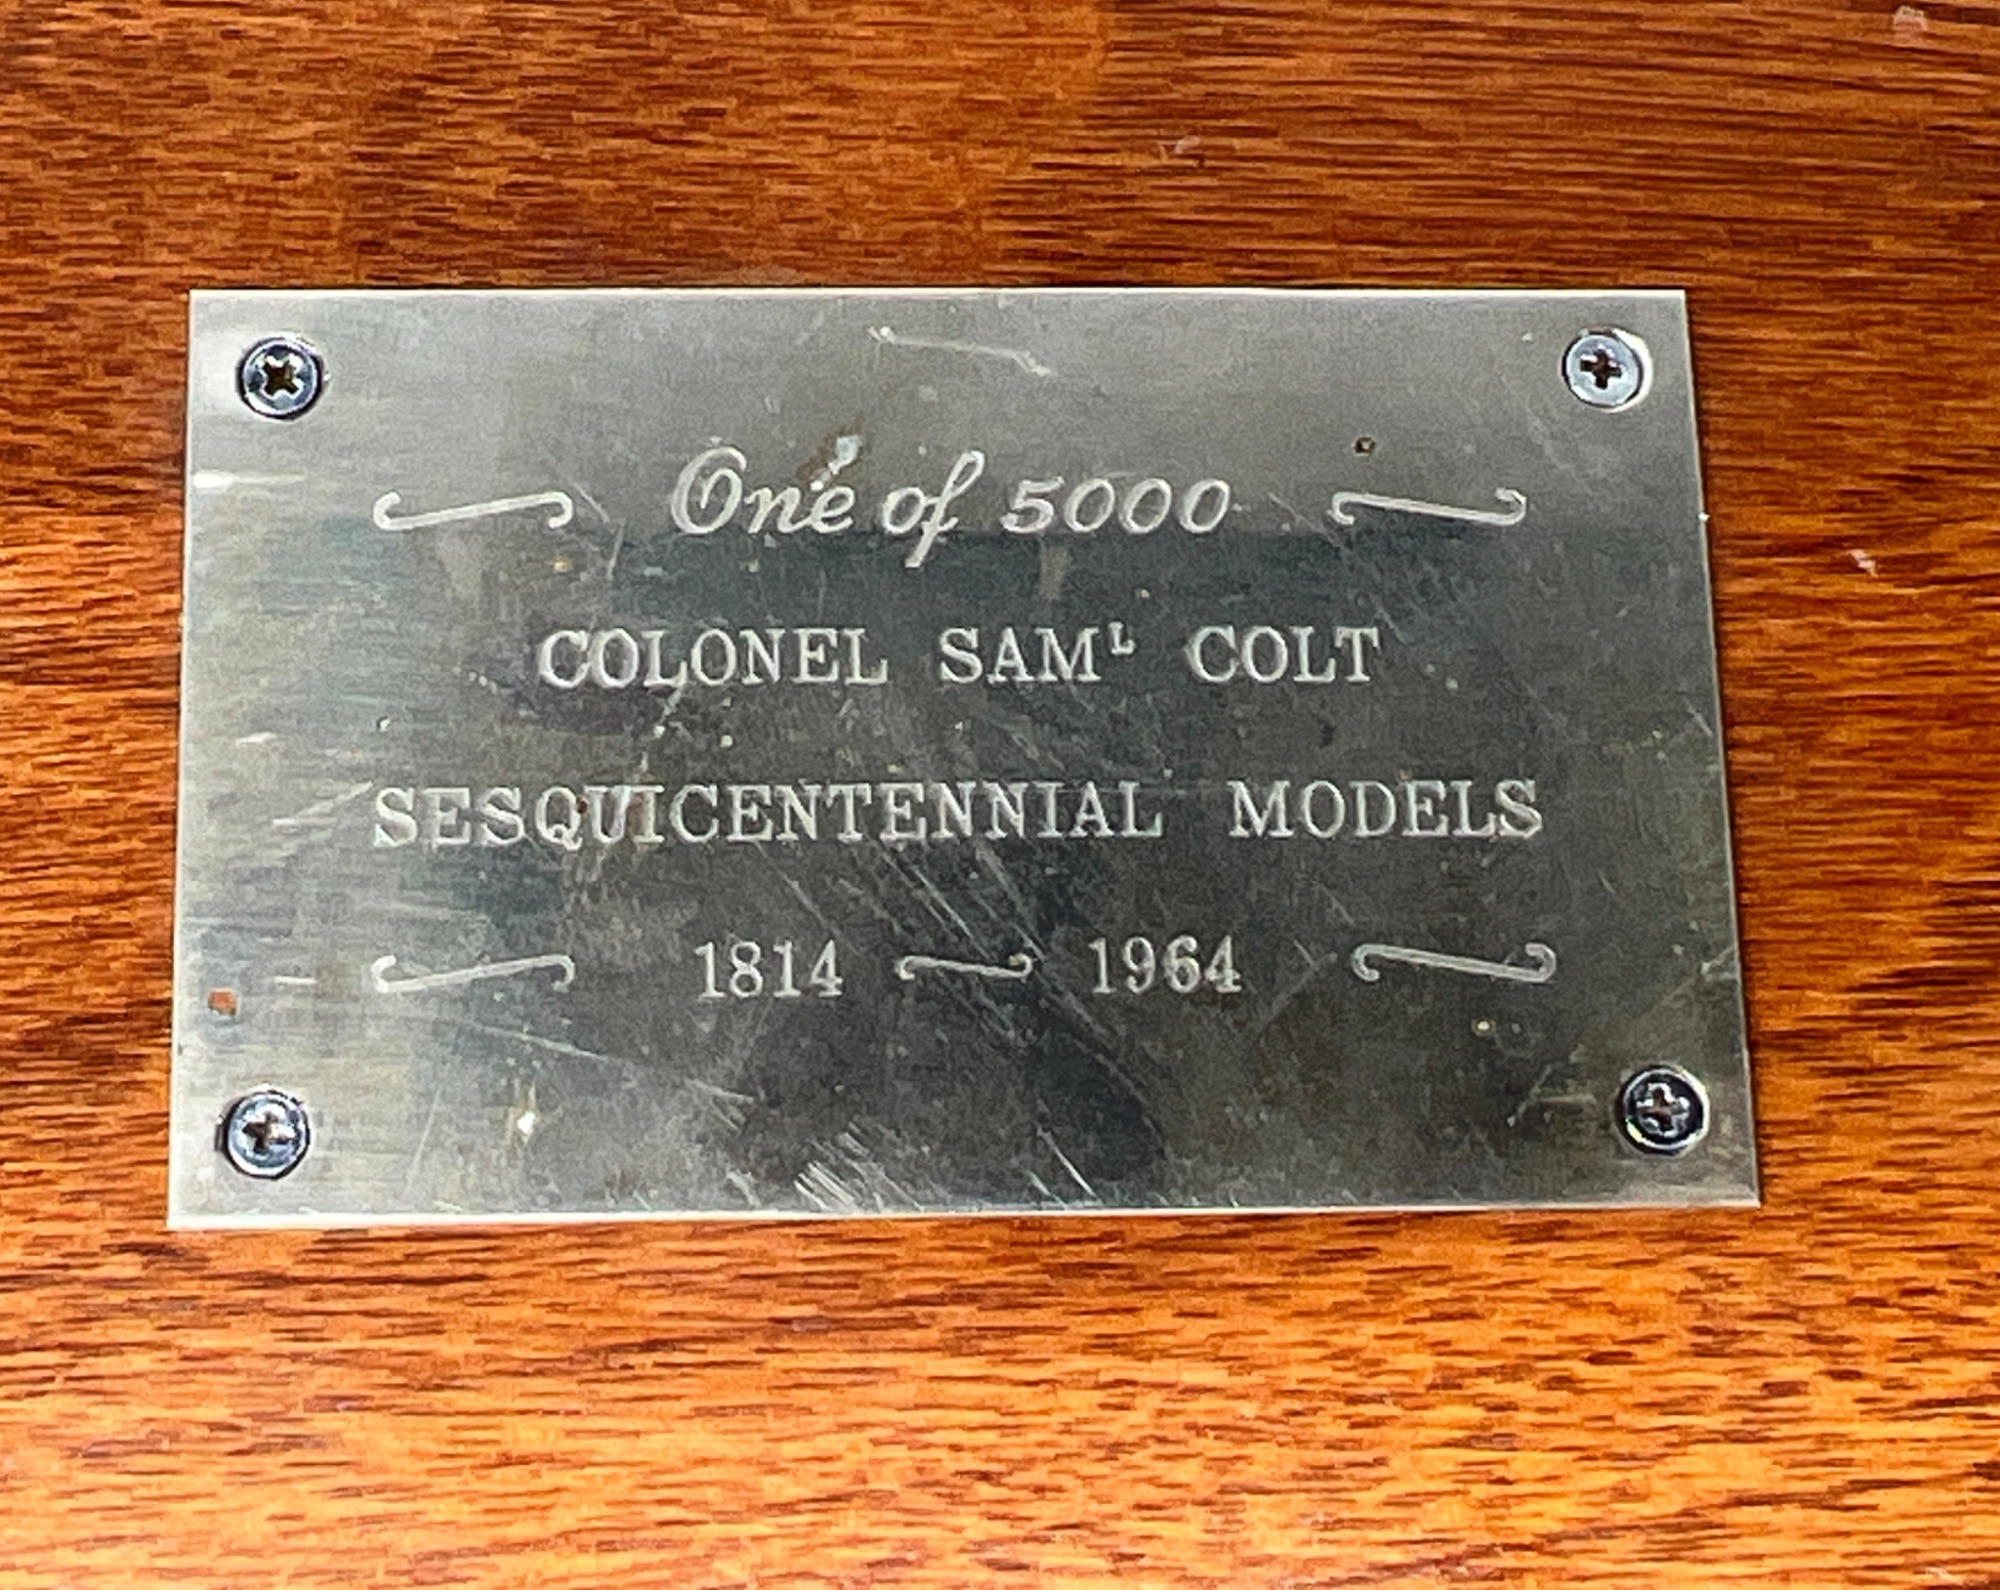 One of 5000
COLONEL SAMᴸ COLT
SESQUICENTENNIAL MODELS
1814 ~ 1964